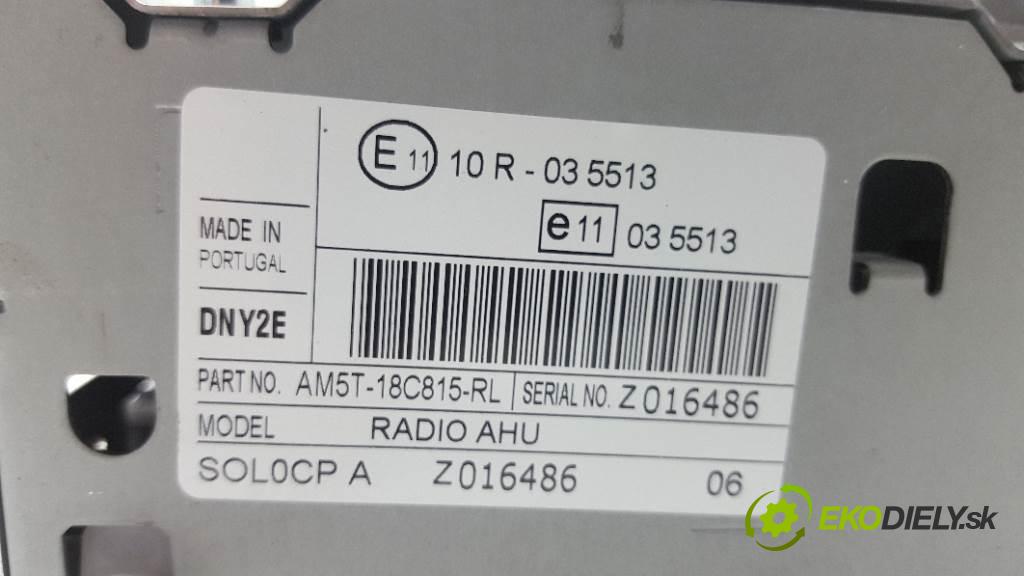 E 11 10 R - 03 5513
e 11 03 5513
MADE IN
PORTUGAL
DNY2E
PART NO. AM5T-18C815-RL SERIAL NO. Z016486
MODEL RADIO AHU
SOL0CP A Z016486 06
EKODIELY.sk